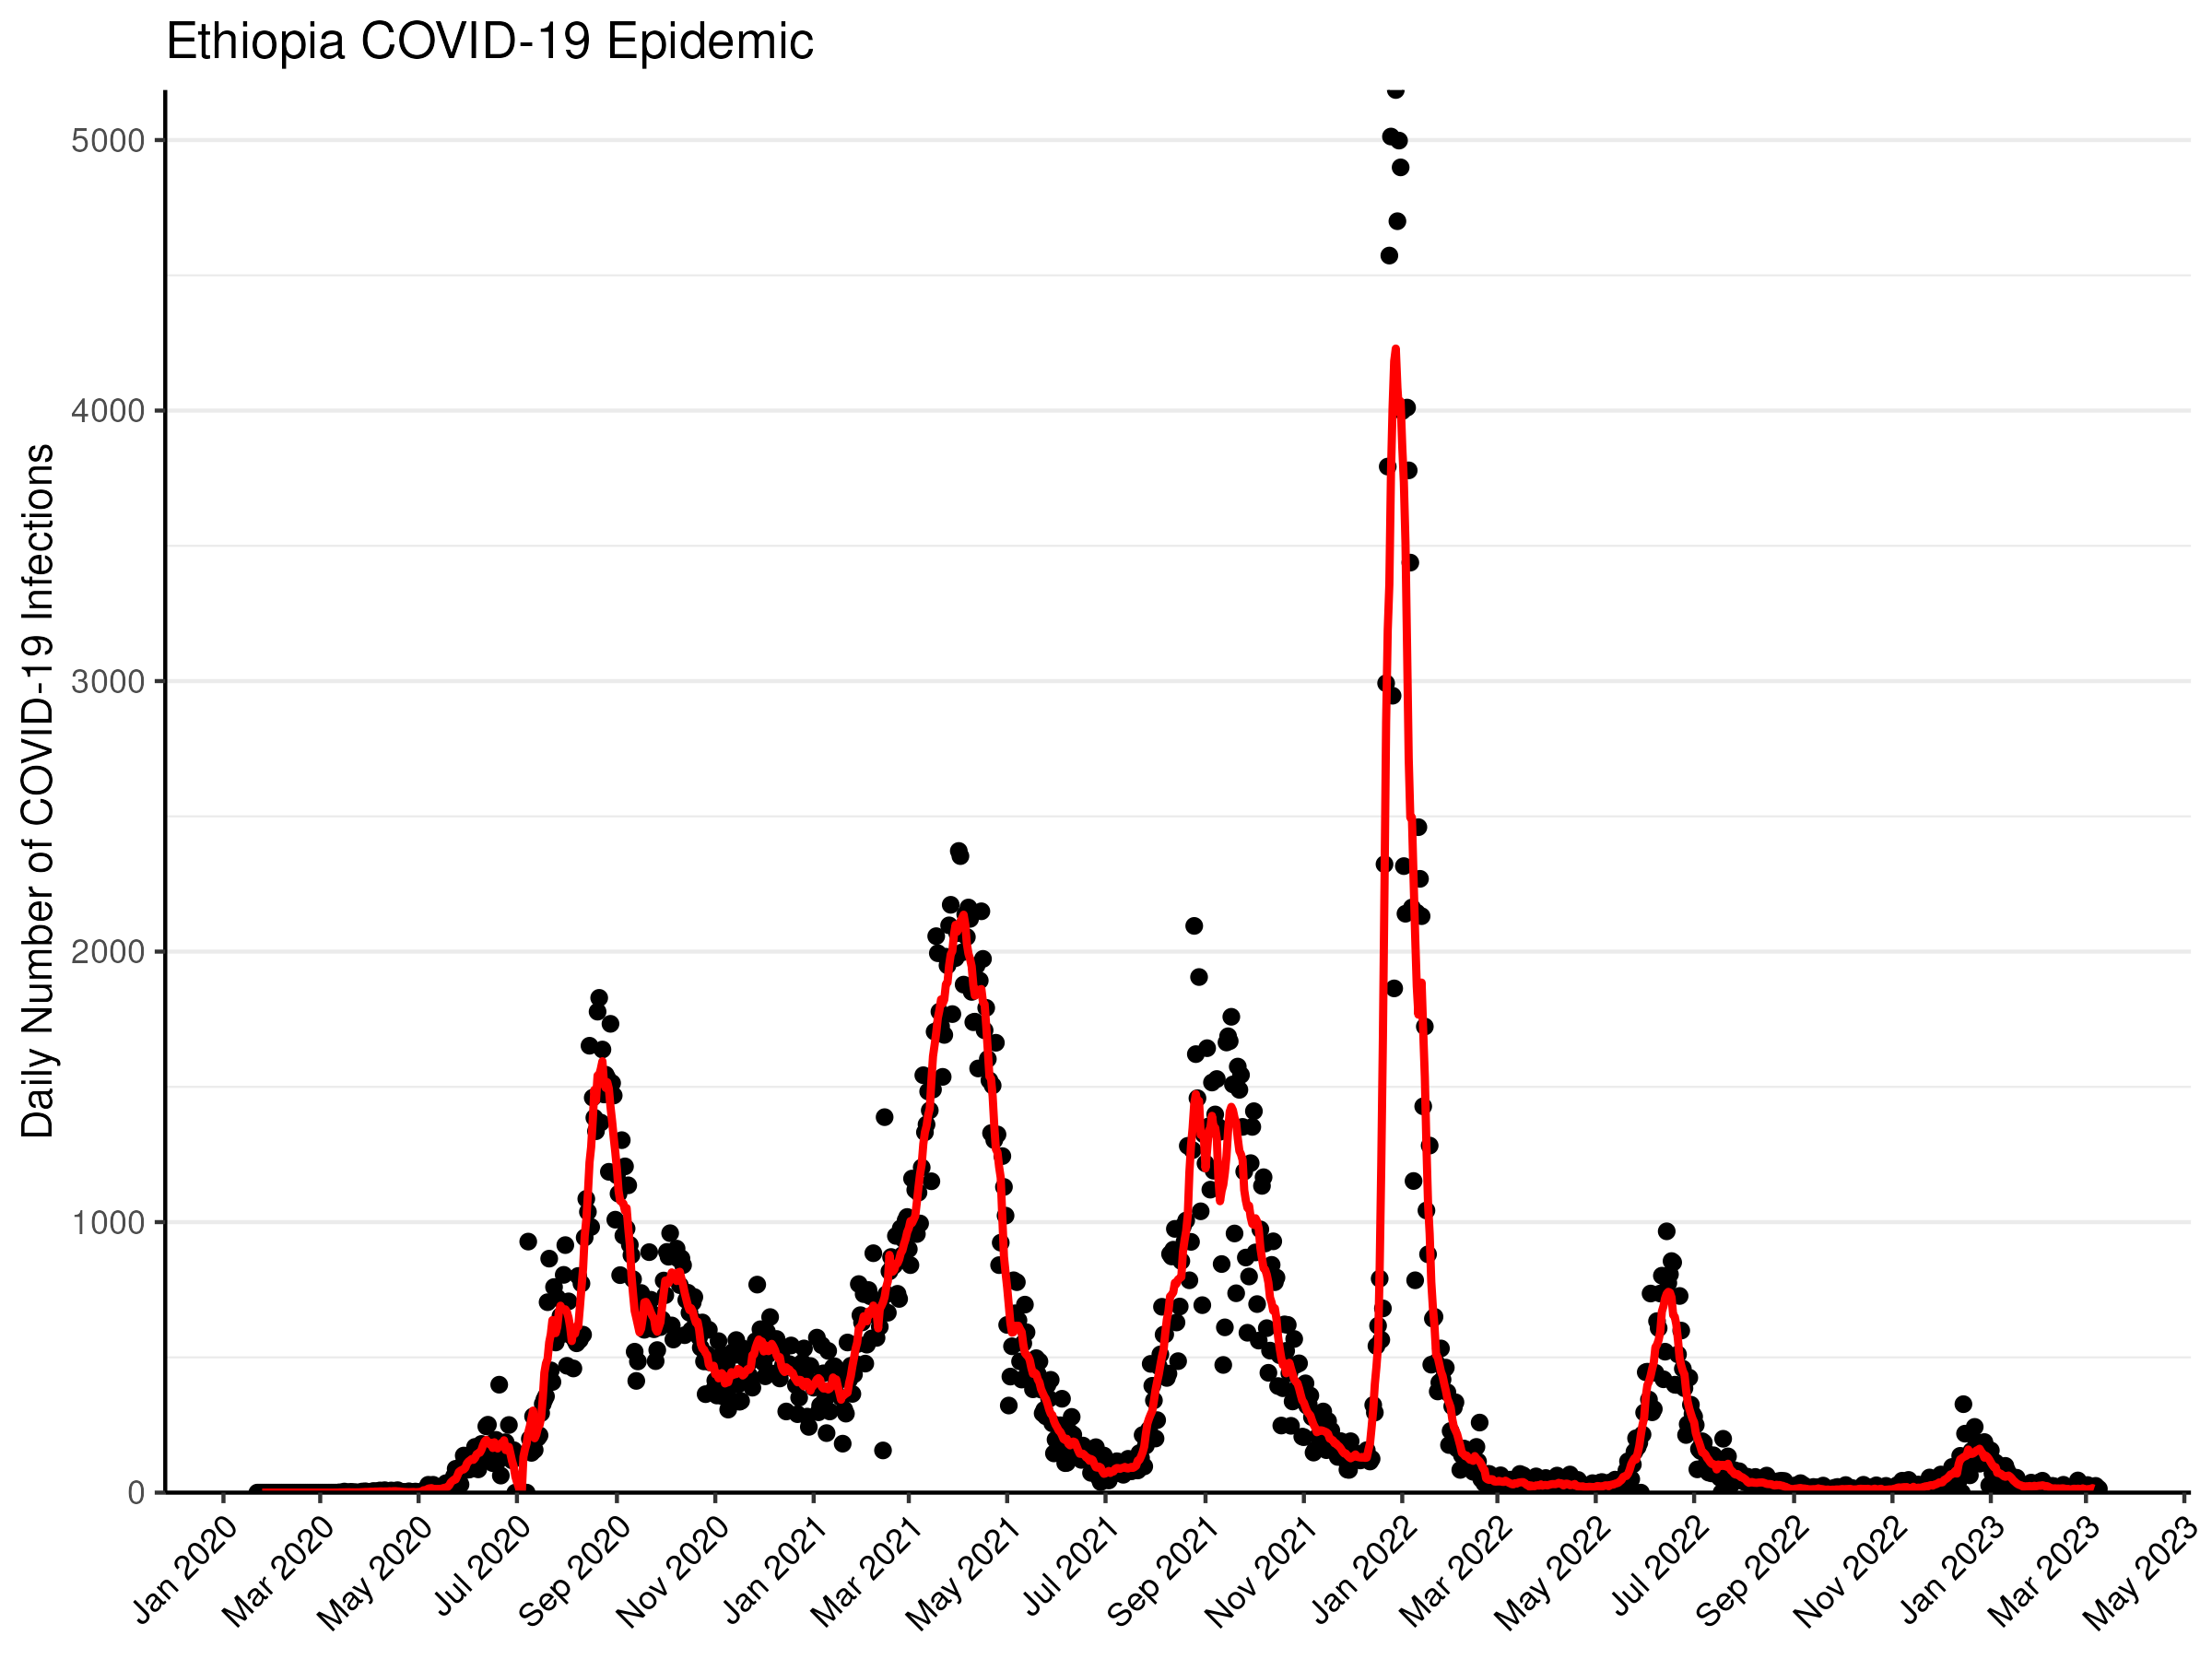 Ethiopia COVID-19 Epidemic
Daily Number of COVID-19 Infections
5000
4000
3000
2000
1000
0
Jan 2020
Mar 2020
May 2020
Jul 2020
Sep 2020
Nov 2020
Jan 2021
Mar 2021
May 2021
Jul 2021
Sep 2021
Nov 2021
Jan 2022
Mar 2022
May 2022
Jul 2022
Sep 2022
Nov 2022
Jan 2023
Mar 2023
May 2023